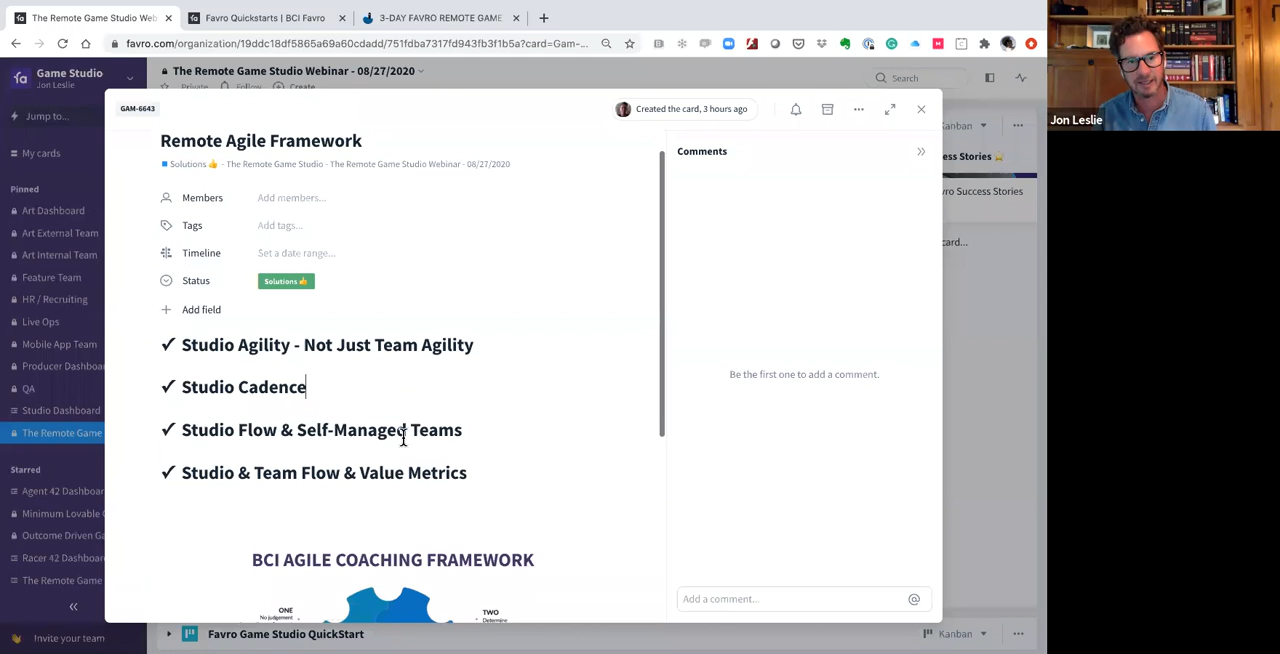 The Remote Game Studio Web
Favro Quickstarts | BCI Favro
3-DAY FAVRO REMOTE GAME
favro.com/organization/19ddc18df5865a69a60cdadd/751fdba7317fd943fb3f1b5a?card=Gam-...
Game Studio
Jon Leslie
Jump to...
My cards
Pinned
Art Dashboard
Art External Team
Art Internal Team
Feature Team
HR / Recruiting
Live Ops
Mobile App Team
Producer Dashboa
QA
Studio Dashboard
The Remote Game
Starred
Agent 42 Dashboar
Minimum Lovable
Outcome Driven Ga
Racer 42 Dashboar
The Remote Game
Invite your team
The Remote Game Studio Webinar - 08/27/2020
Private
Follow
Create
Search
GAM-6643
Created the card, 3 hours ago
Remote Agile Framework
Solutions 👍 - The Remote Game Studio - The Remote Game Studio Webinar - 08/27/2020
Members Add members...
Tags Add tags...
Timeline Set a date range...
Status Solutions 👍
Add field
✓ Studio Agility - Not Just Team Agility
✓ Studio Cadence
✓ Studio Flow & Self-Managed Teams
✓ Studio & Team Flow & Value Metrics
BCI AGILE COACHING FRAMEWORK
ONE
No judgement
TWO
Determine
Comments
Be the first one to add a comment.
Add a comment...
Kanban
ess Stories
vro Success Stories
card...
Favro Game Studio QuickStart
Kanban
Jon Leslie